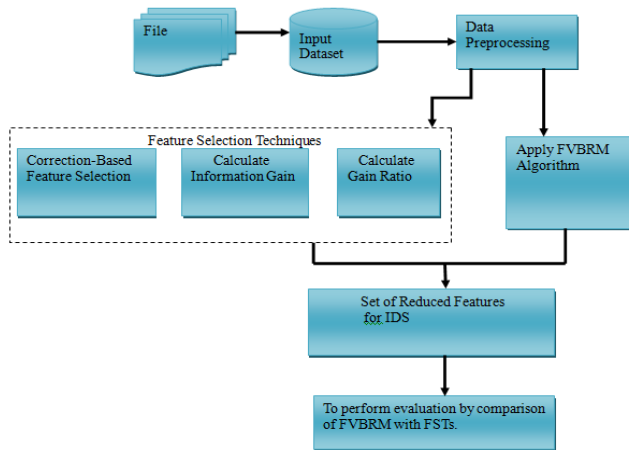 File
Input
Dataset
Data
Preprocessing
Feature Selection Techniques
Correction-Based
Feature Selection
Calculate
Information Gain
Calculate
Gain Ratio
Apply FVBRM
Algorithm
Set of Reduced Features
for IDS
To perform evaluation by comparison
of FVBRM with FSTs.